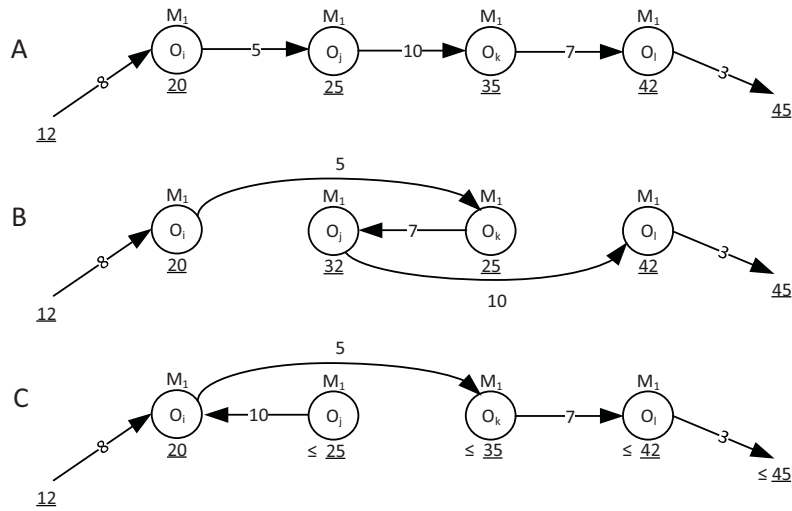 A
M₁ M₁ M₁ M₁
8 Oᵢ 5 Oⱼ 10 Oₖ 7 Oₗ 3
20 25 35 42
12 45
5
B
M₁ M₁ M₁ M₁
8 Oᵢ Oⱼ 7 Oₖ Oₗ 3
20 32 25 42
12 10 45
5
C
M₁ M₁ M₁ M₁
8 Oᵢ 10 Oⱼ Oₖ 7 Oₗ 3
20 ≤ 25 ≤ 35 ≤ 42
12 ≤ 45